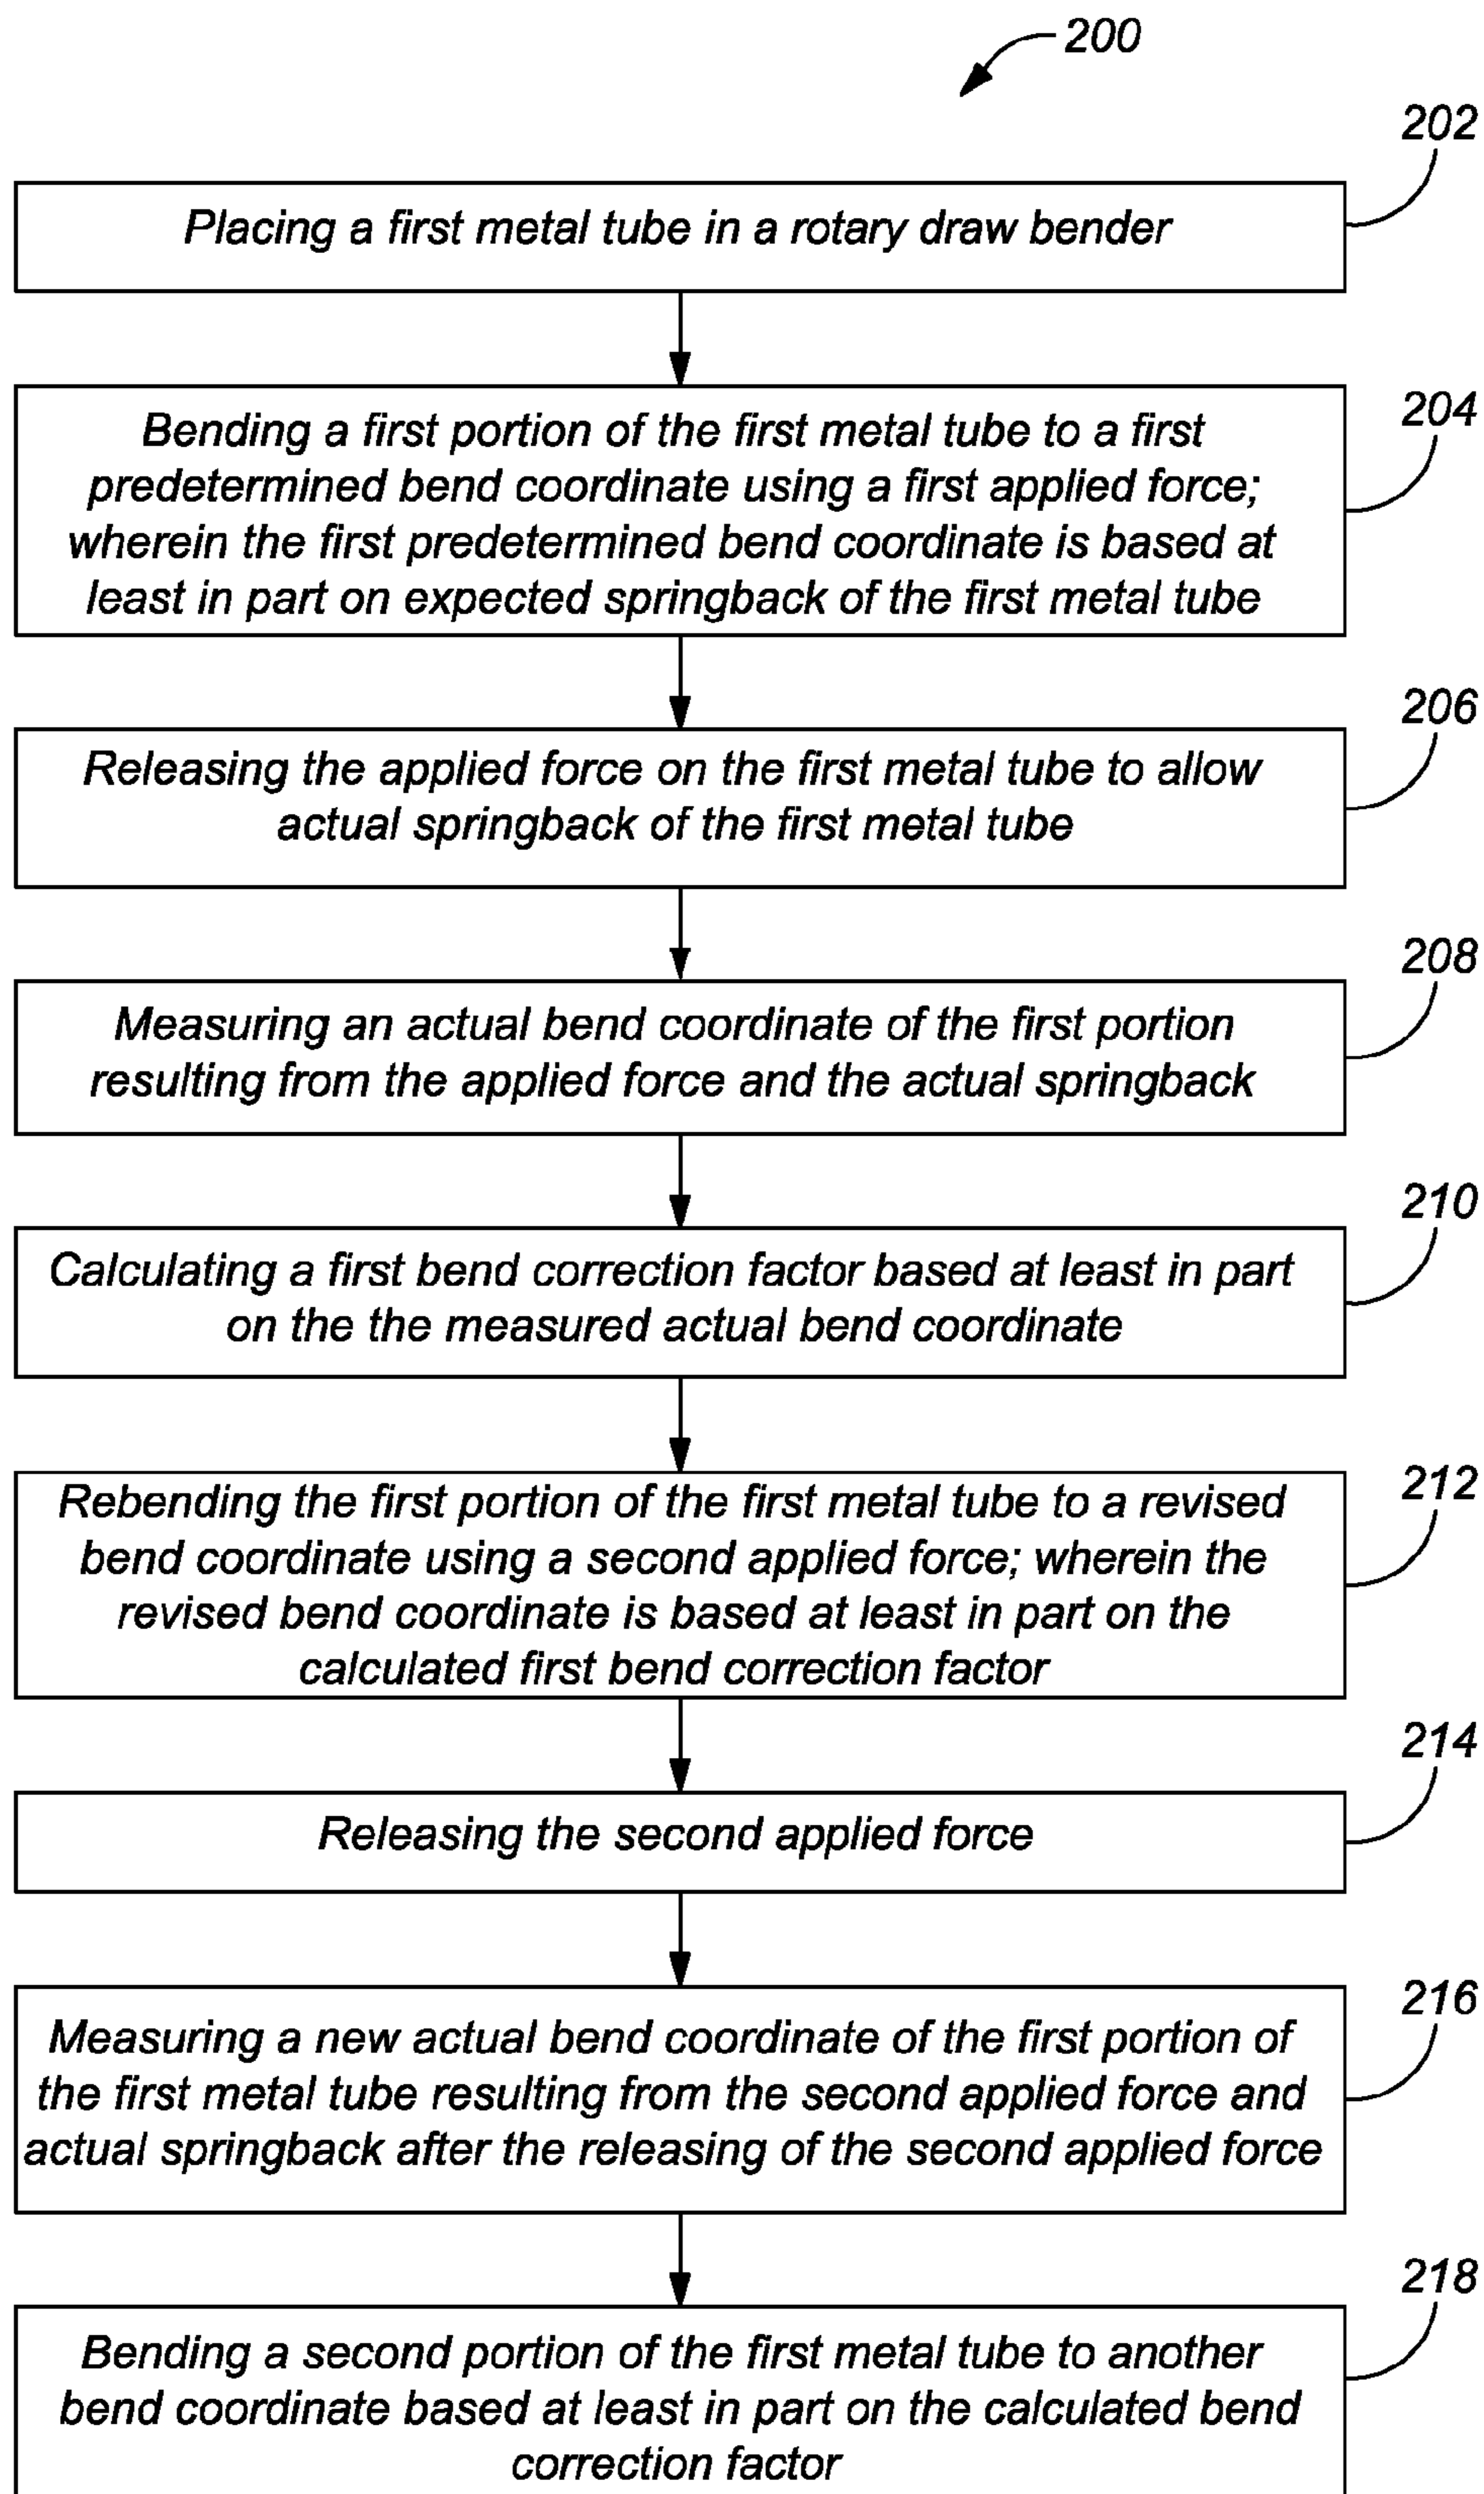 200
202
Placing a first metal tube in a rotary draw bender
204
Bending a first portion of the first metal tube to a first
predetermined bend coordinate using a first applied force;
wherein the first predetermined bend coordinate is based at
least in part on expected springback of the first metal tube
206
Releasing the applied force on the first metal tube to allow
actual springback of the first metal tube
208
Measuring an actual bend coordinate of the first portion
resulting from the applied force and the actual springback
210
Calculating a first bend correction factor based at least in part
on the the measured actual bend coordinate
212
Rebending the first portion of the first metal tube to a revised
bend coordinate using a second applied force; wherein the
revised bend coordinate is based at least in part on the
calculated first bend correction factor
214
Releasing the second applied force
216
Measuring a new actual bend coordinate of the first portion of
the first metal tube resulting from the second applied force and
actual springback after the releasing of the second applied force
218
Bending a second portion of the first metal tube to another
bend coordinate based at least in part on the calculated bend
correction factor